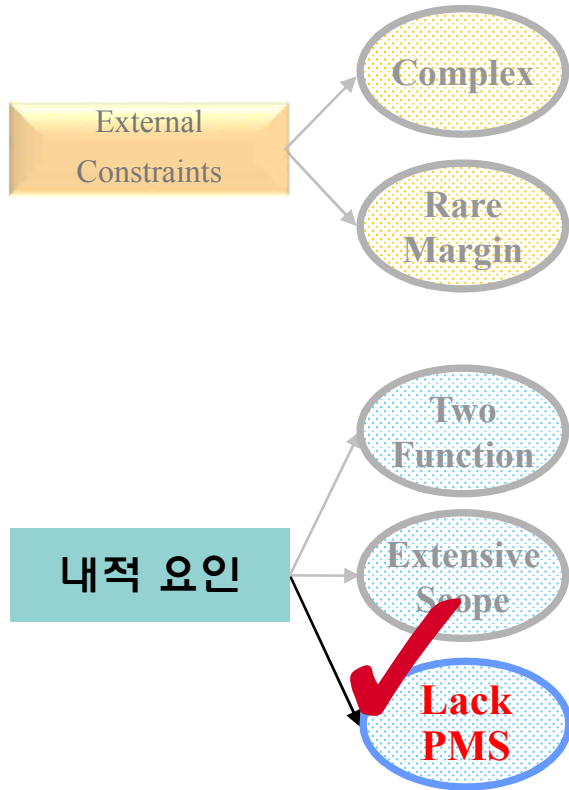 External
Constraints
Complex
Rare
Margin
내적 요인
Two
Function
Extensive
Scope
Lack
PMS